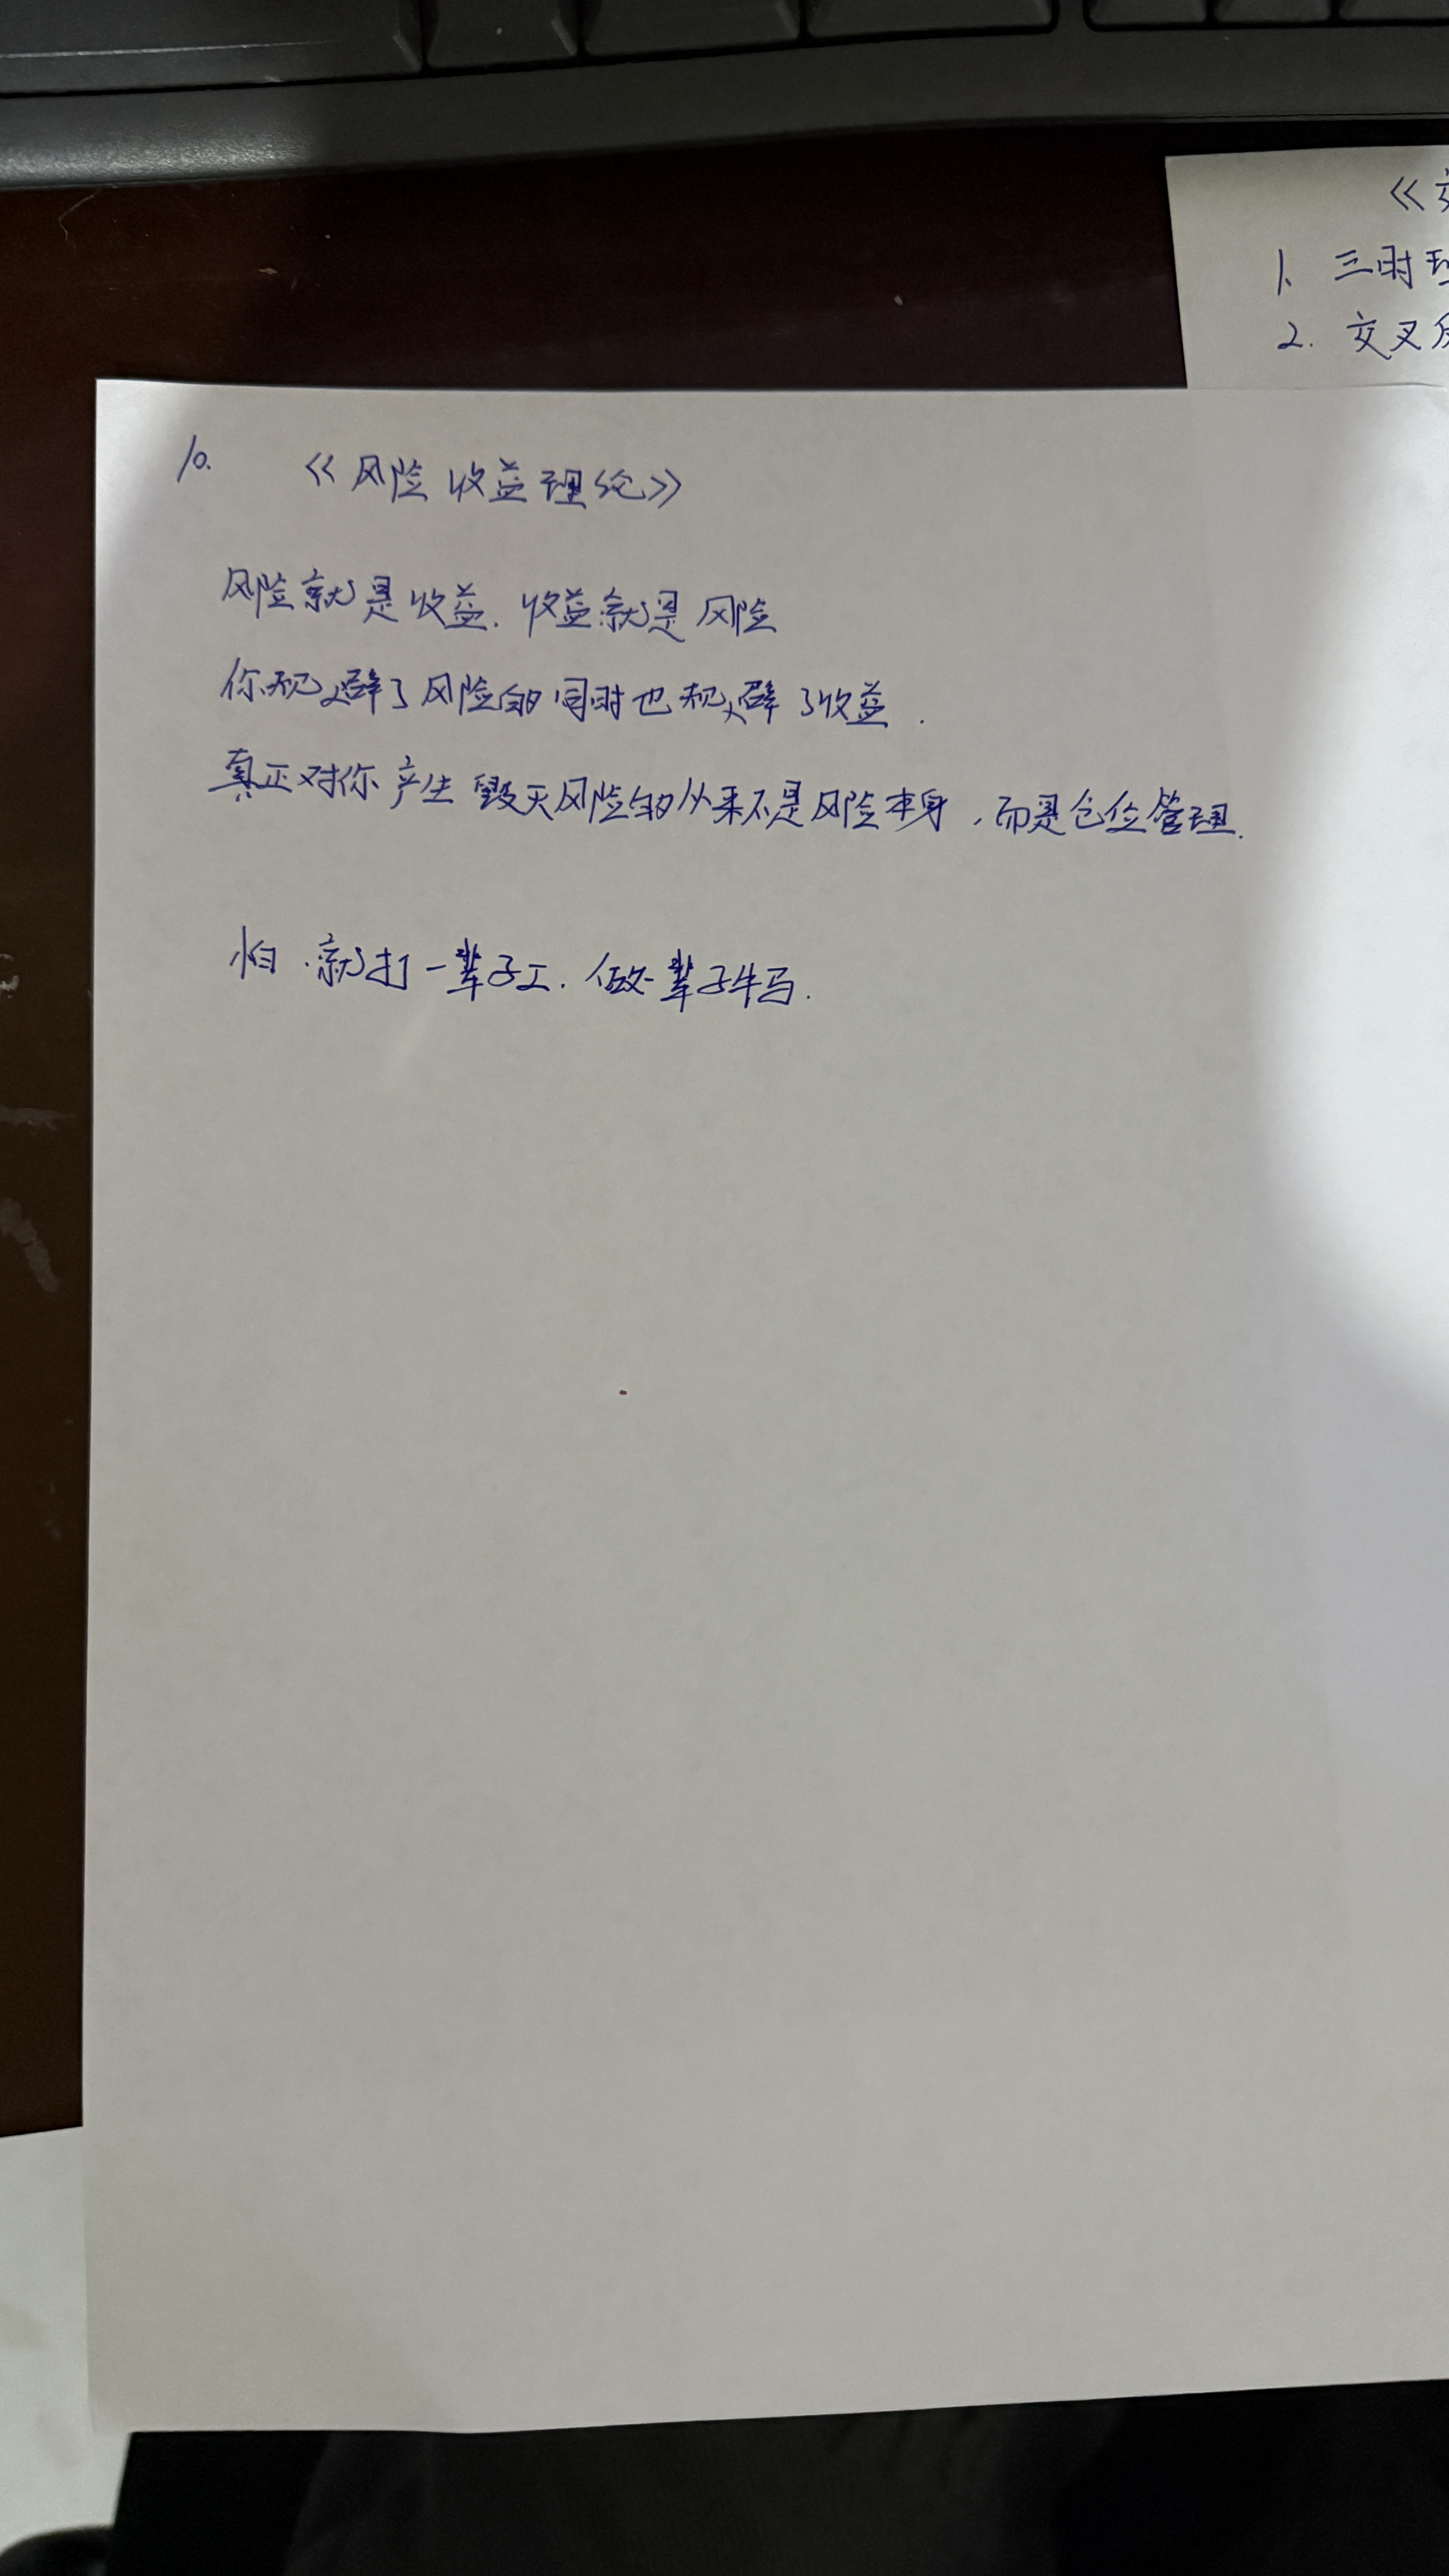 1. 三时
2. 交叉
10. 《风险收益理论》
风险就是收益.收益就是风险
你规避了风险的同时也规避了收益.
真正对你产生毁灭风险的从来不是风险本身,而是仓位管理.
怕.就打一辈子工.做一辈子牛马.